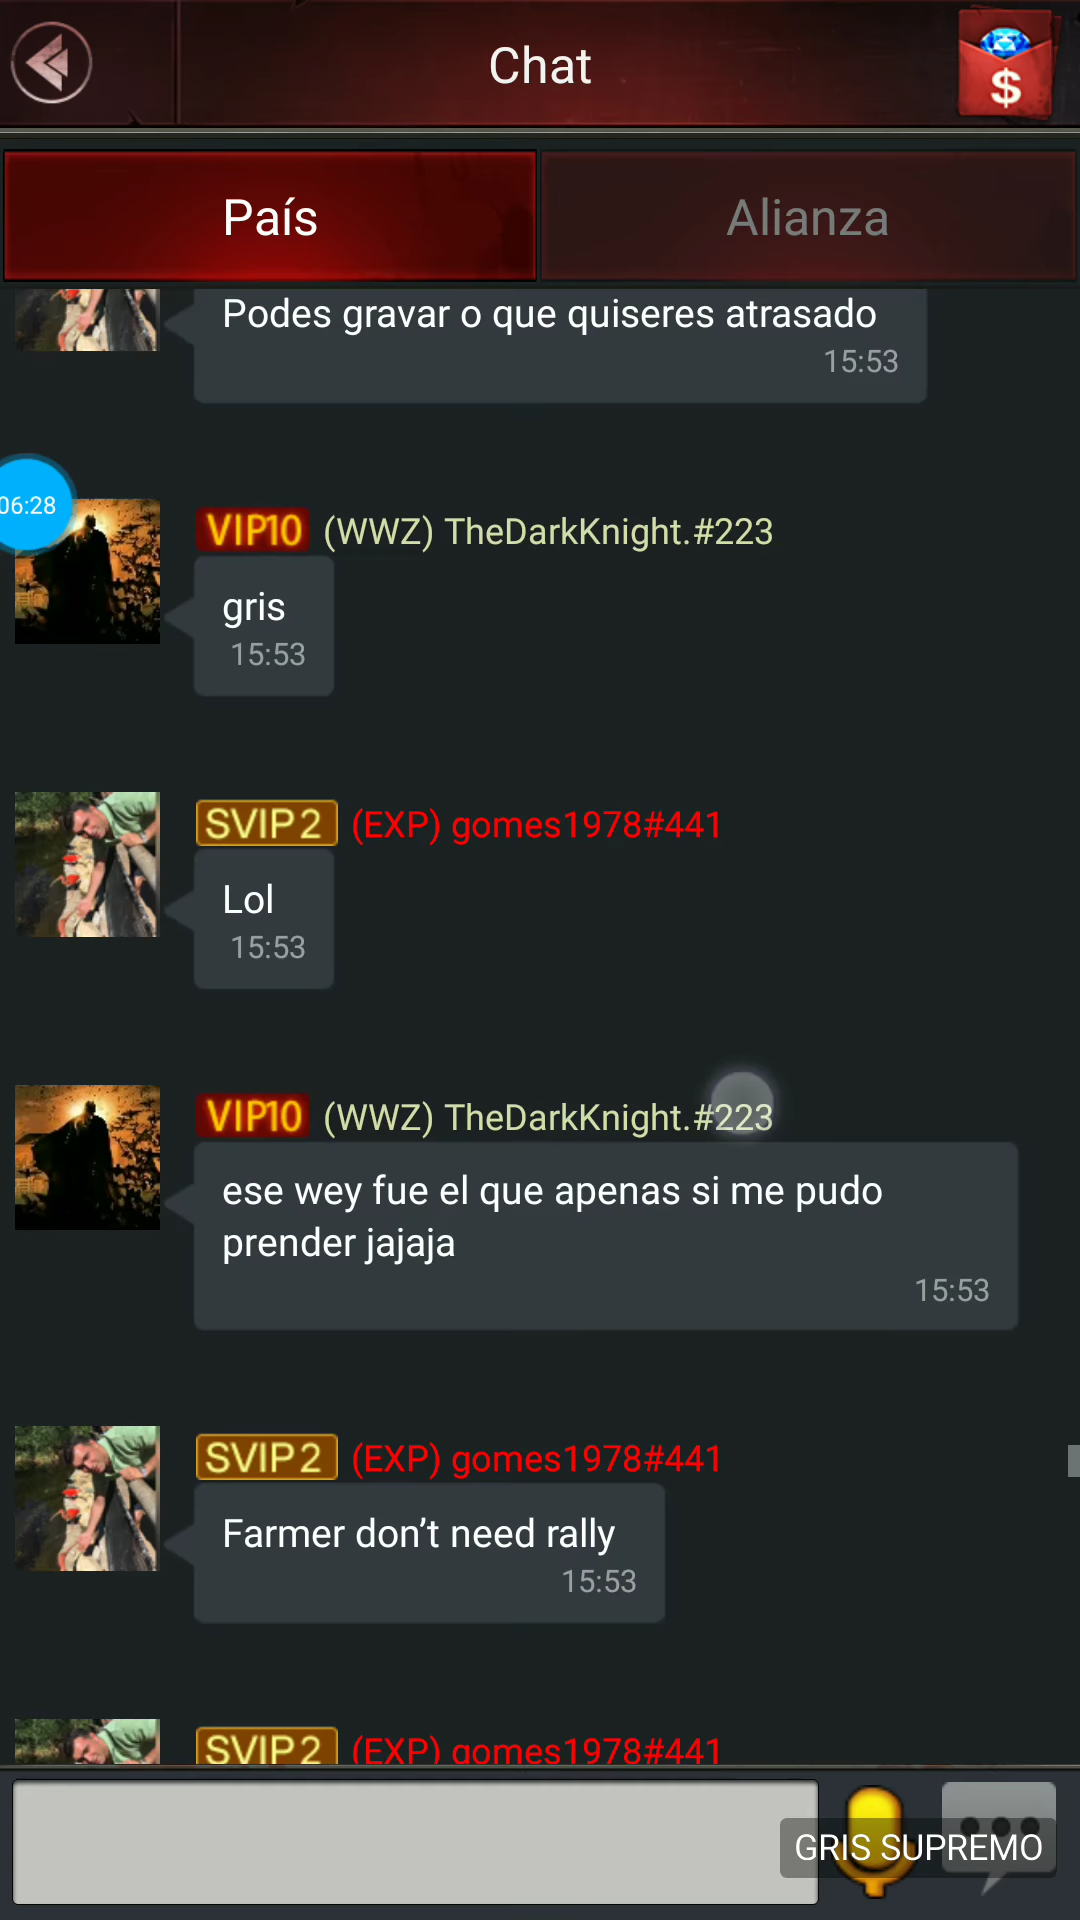 Chat
$
País
Alianza
Podes gravar o que quiseres atrasado
15:53
06:28
VIP10 (WWZ) TheDarkKnight.#223
gris
15:53
SVIP2 (EXP) gomes1978#441
Lol
15:53
VIP10 (WWZ) TheDarkKnight.#223
ese wey fue el que apenas si me pudo
prender jajaja
15:53
SVIP2 (EXP) gomes1978#441
Farmer don’t need rally
15:53
SVIP2 (EXP) gomes1978#441
GRIS SUPREMO